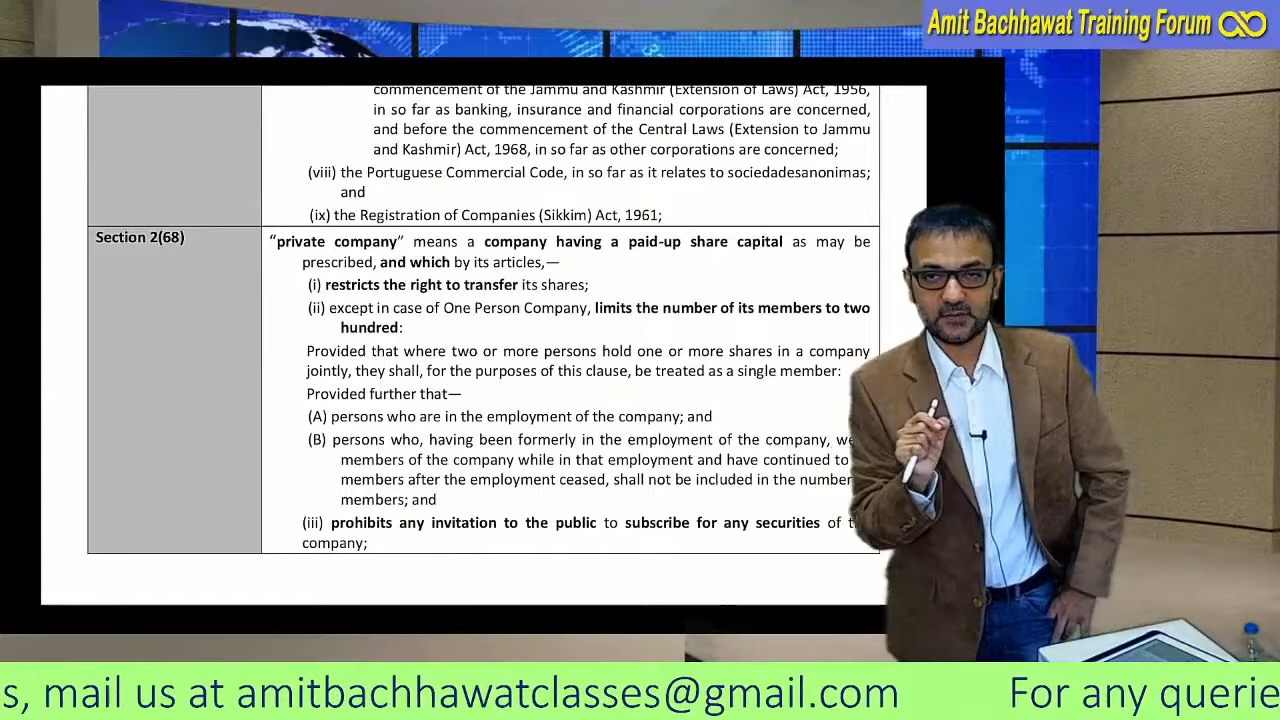 Amit Bachhawat Training Forum
commencement of the Jammu and Kashmir (Extension of Laws) Act, 1956,
in so far as banking, insurance and financial corporations are concerned,
and before the commencement of the Central Laws (Extension to Jammu
and Kashmir) Act, 1968, in so far as other corporations are concerned;
(viii) the Portuguese Commercial Code, in so far as it relates to sociedadesanonimas;
and
(ix) the Registration of Companies (Sikkim) Act, 1961;
Section 2(68)
“private company” means a company having a paid-up share capital as may be
prescribed, and which by its articles,—
(i) restricts the right to transfer its shares;
(ii) except in case of One Person Company, limits the number of its members to two
hundred:
Provided that where two or more persons hold one or more shares in a company
jointly, they shall, for the purposes of this clause, be treated as a single member:
Provided further that—
(A) persons who are in the employment of the company; and
(B) persons who, having been formerly in the employment of the company,
members of the company while in that employment and have continued to
members after the employment ceased, shall not be included in the number
members; and
(iii) prohibits any invitation to the public to subscribe for any securities of
company;
s, mail us at amitbachhawatclasses@gmail.com For any querie